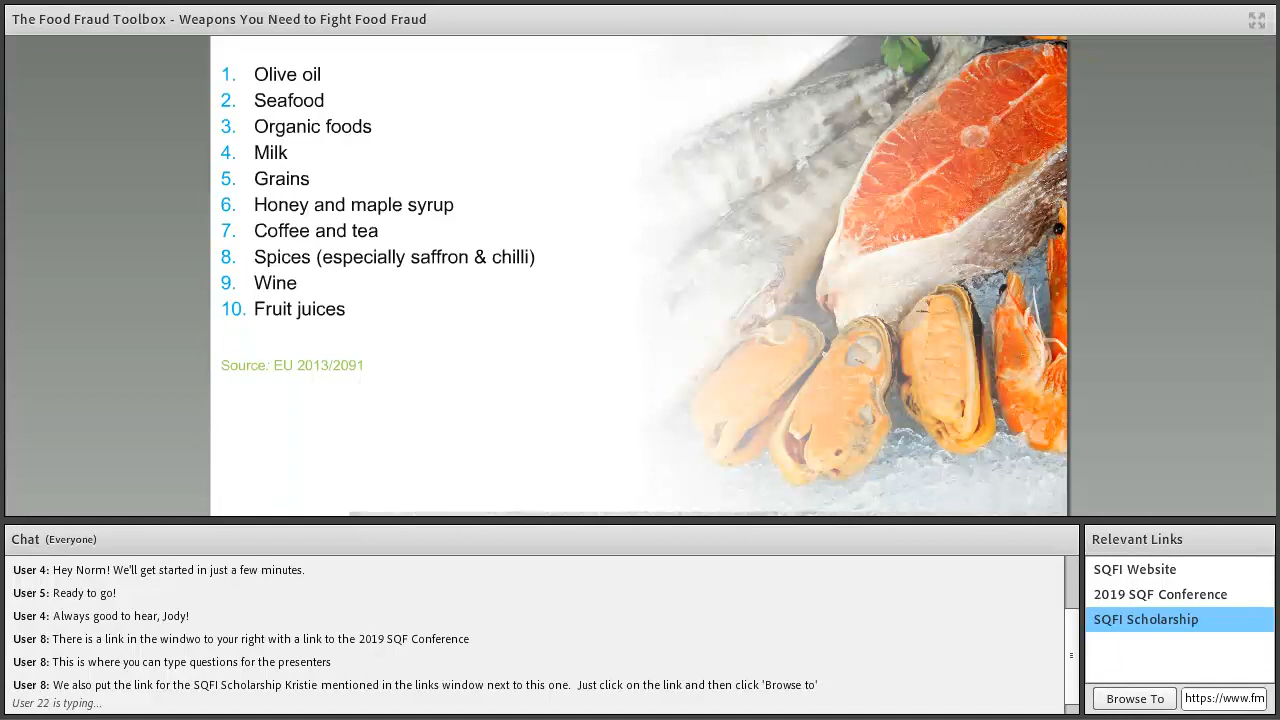 The Food Fraud Toolbox - Weapons You Need to Fight Food Fraud
1. Olive oil
2. Seafood
3. Organic foods
4. Milk
5. Grains
6. Honey and maple syrup
7. Coffee and tea
8. Spices (especially saffron & chilli)
9. Wine
10. Fruit juices
Source: EU 2013/2091
Chat (Everyone)
User 4: Hey Norm! We'll get started in just a few minutes.
User 5: Ready to go!
User 4: Always good to hear, Jody!
User 8: There is a link in the windwo to your right with a link to the 2019 SQF Conference
User 8: This is where you can type questions for the presenters
User 8: We also put the link for the SQFI Scholarship Kristie mentioned in the links window next to this one.  Just click on the link and then click 'Browse to'
User 22 is typing...
Relevant Links
SQFI Website
2019 SQF Conference
SQFI Scholarship
Browse To
https://www.fm